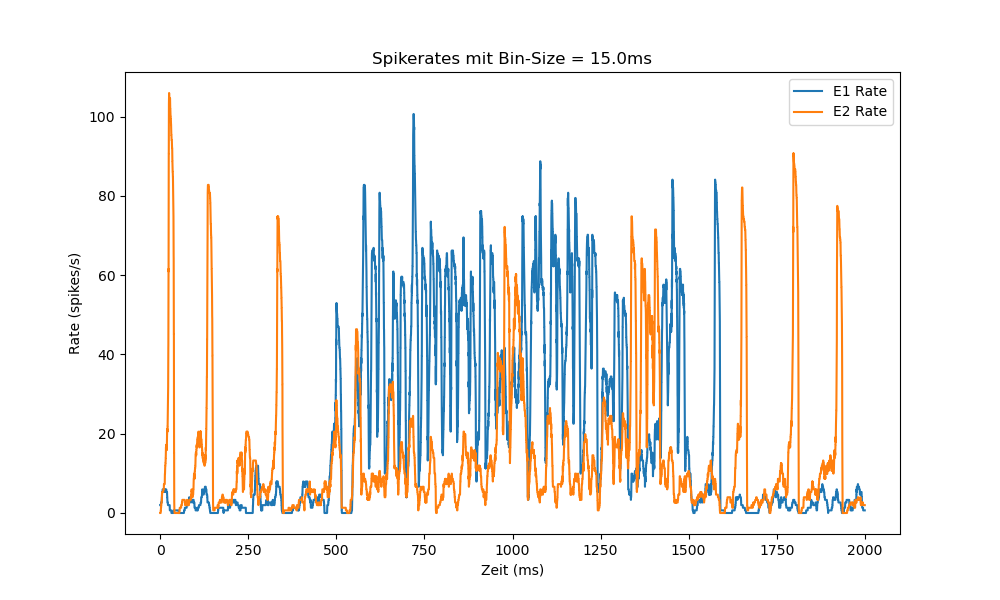 Spikerates mit Bin-Size = 15.0ms
E1 Rate
E2 Rate
100
80
60
40
20
0
Rate (spikes/s)
0 250 500 750 1000 1250 1500 1750 2000
Zeit (ms)